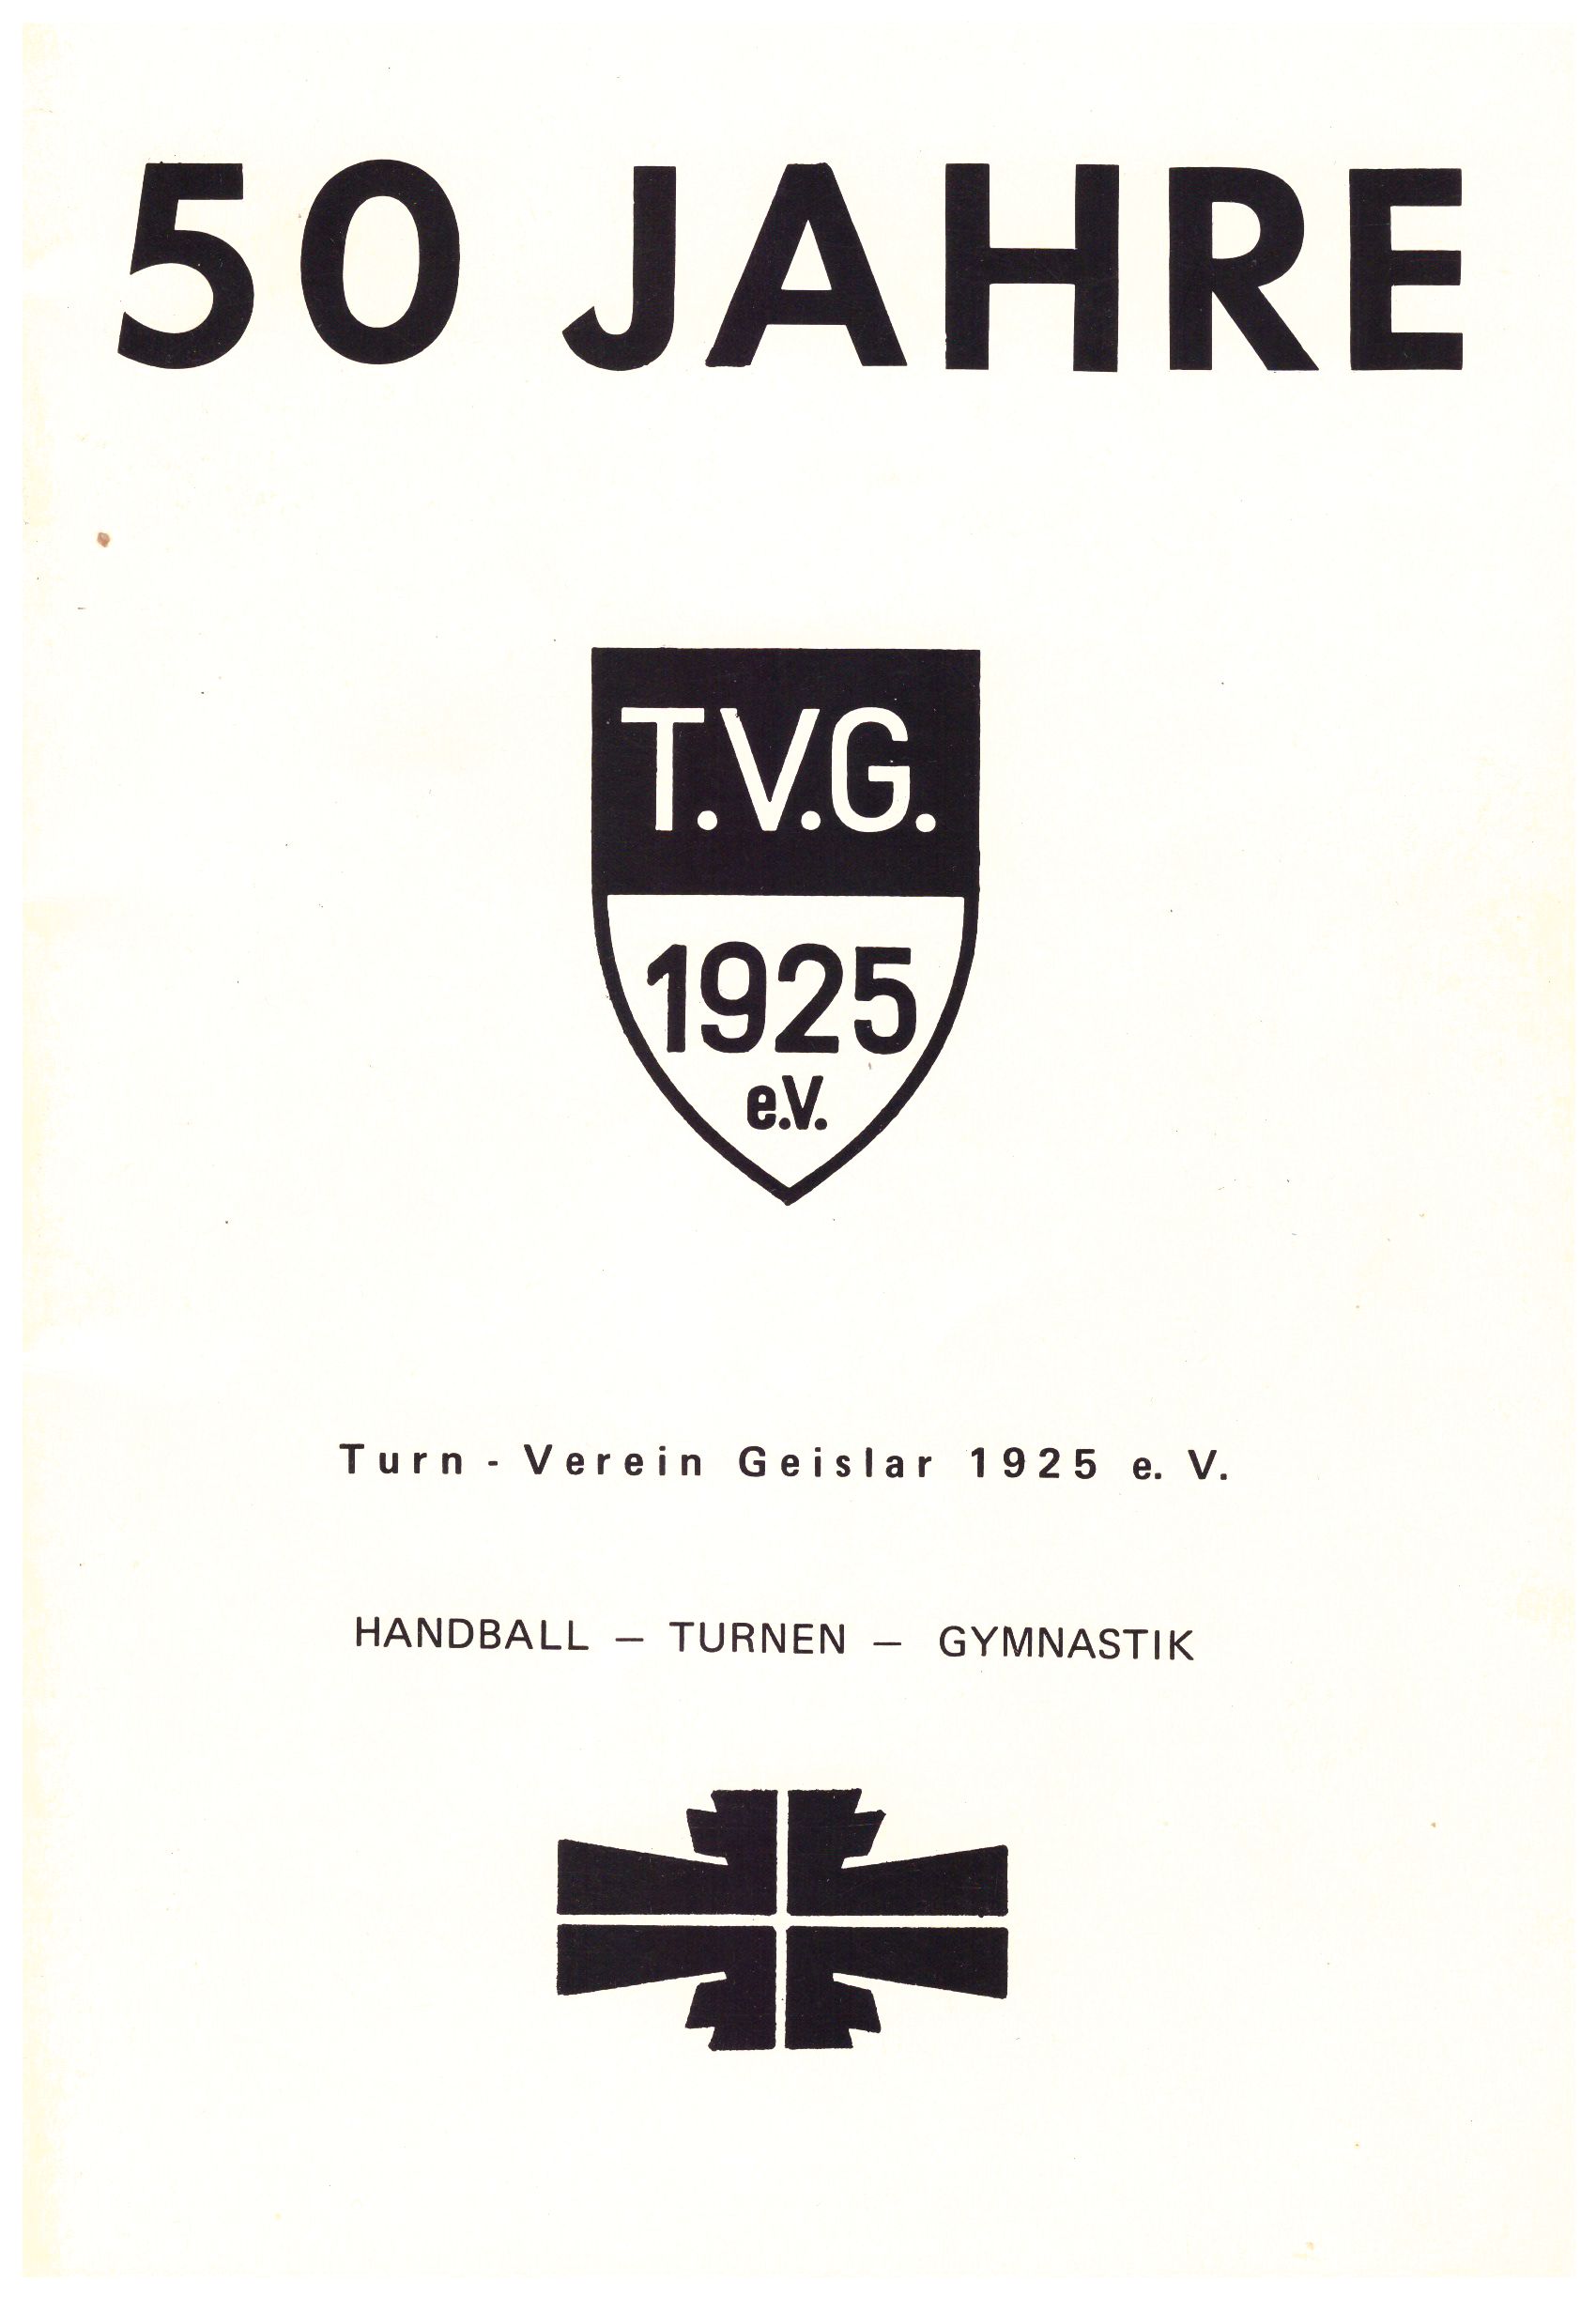 50 JAHRE
T.V.G.
1925
e.V.
Turn - Verein Geislar 1925 e. V.
HANDBALL — TURNEN — GYMNASTIK